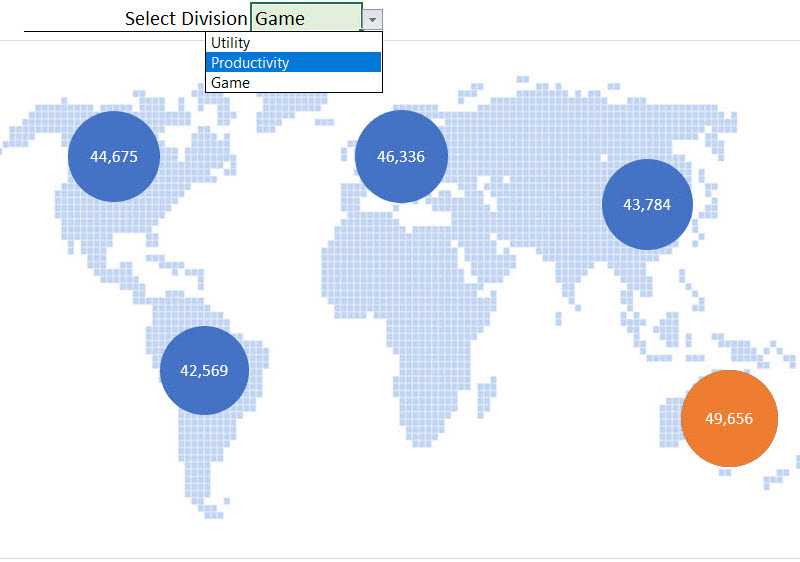 Select Division Game
Utility
Productivity
Game
44,675
46,336
43,784
42,569
49,656